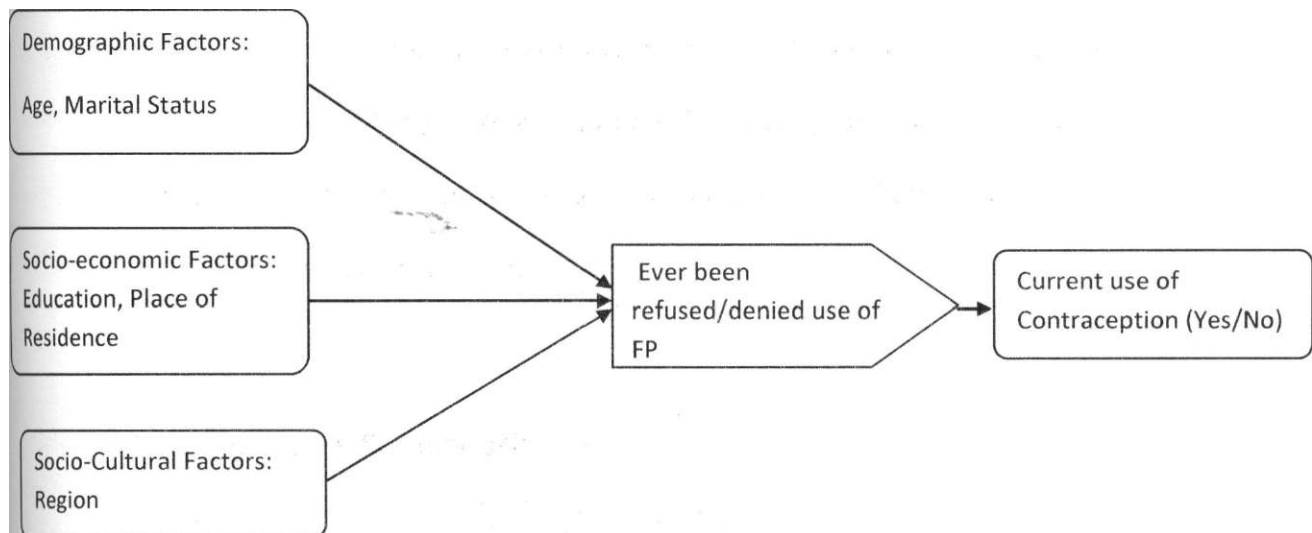 Demographic Factors:
Age, Marital Status
Socio-economic Factors:
Education, Place of
Residence
Socio-Cultural Factors:
Region
Ever been
refused/denied use of
FP
Current use of
Contraception (Yes/No)